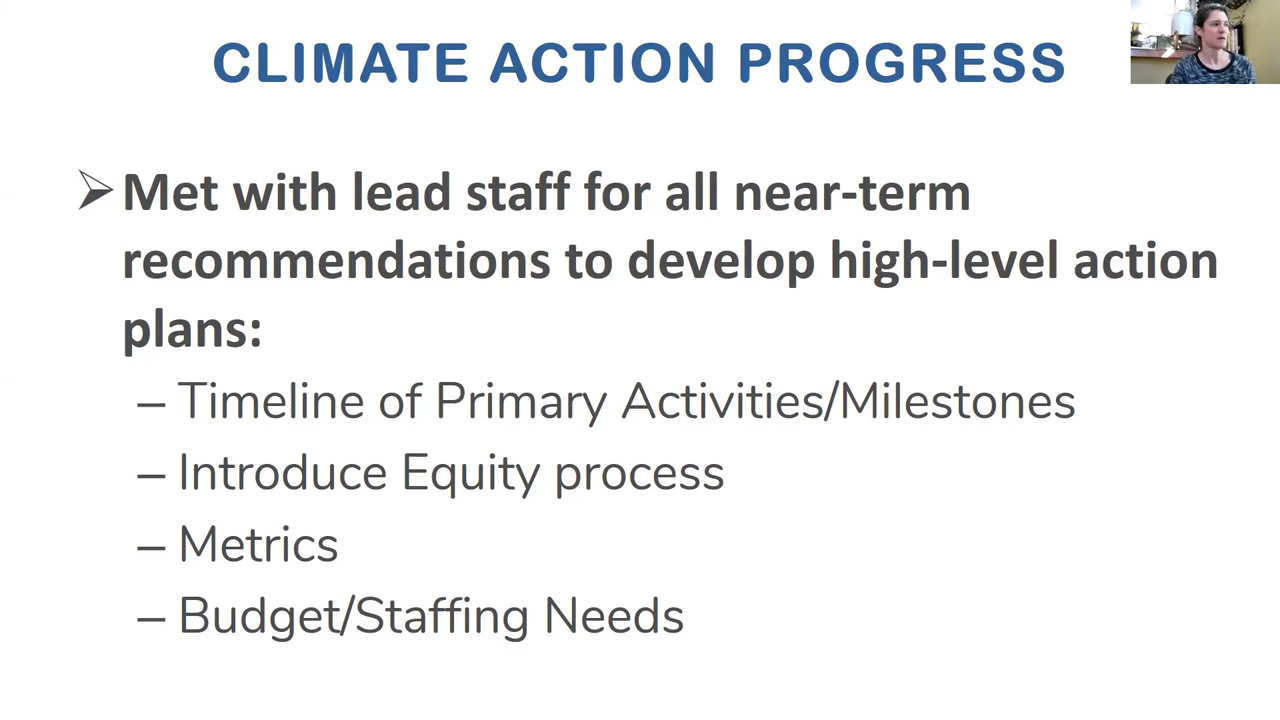 CLIMATE ACTION PROGRESS
➢ Met with lead staff for all near-term
recommendations to develop high-level action
plans:
– Timeline of Primary Activities/Milestones
– Introduce Equity process
– Metrics
– Budget/Staffing Needs